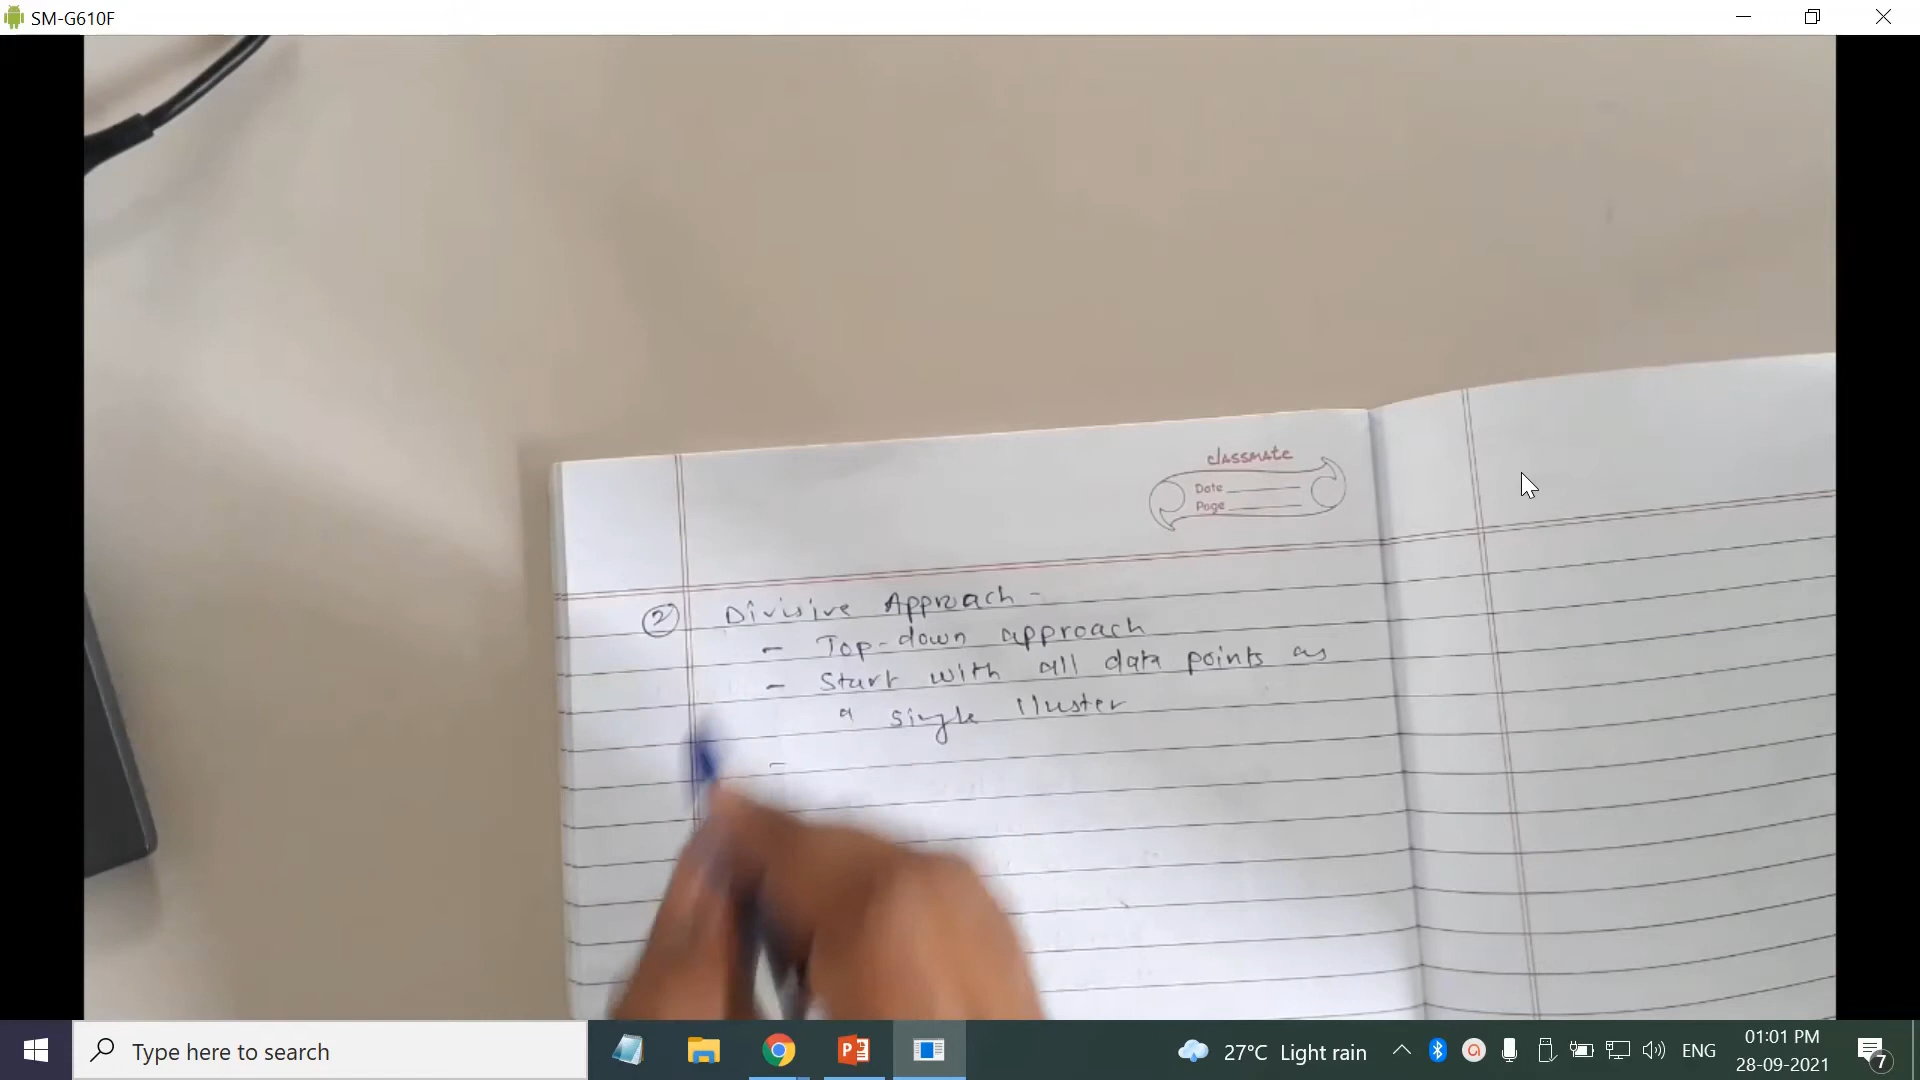 SM-G610F
classmate
Date
Page
② Divisive Approach -
- Top-down approach
- Start with all data points as
a single cluster
-
Type here to search
27°C Light rain
ENG
01:01 PM
28-09-2021
7